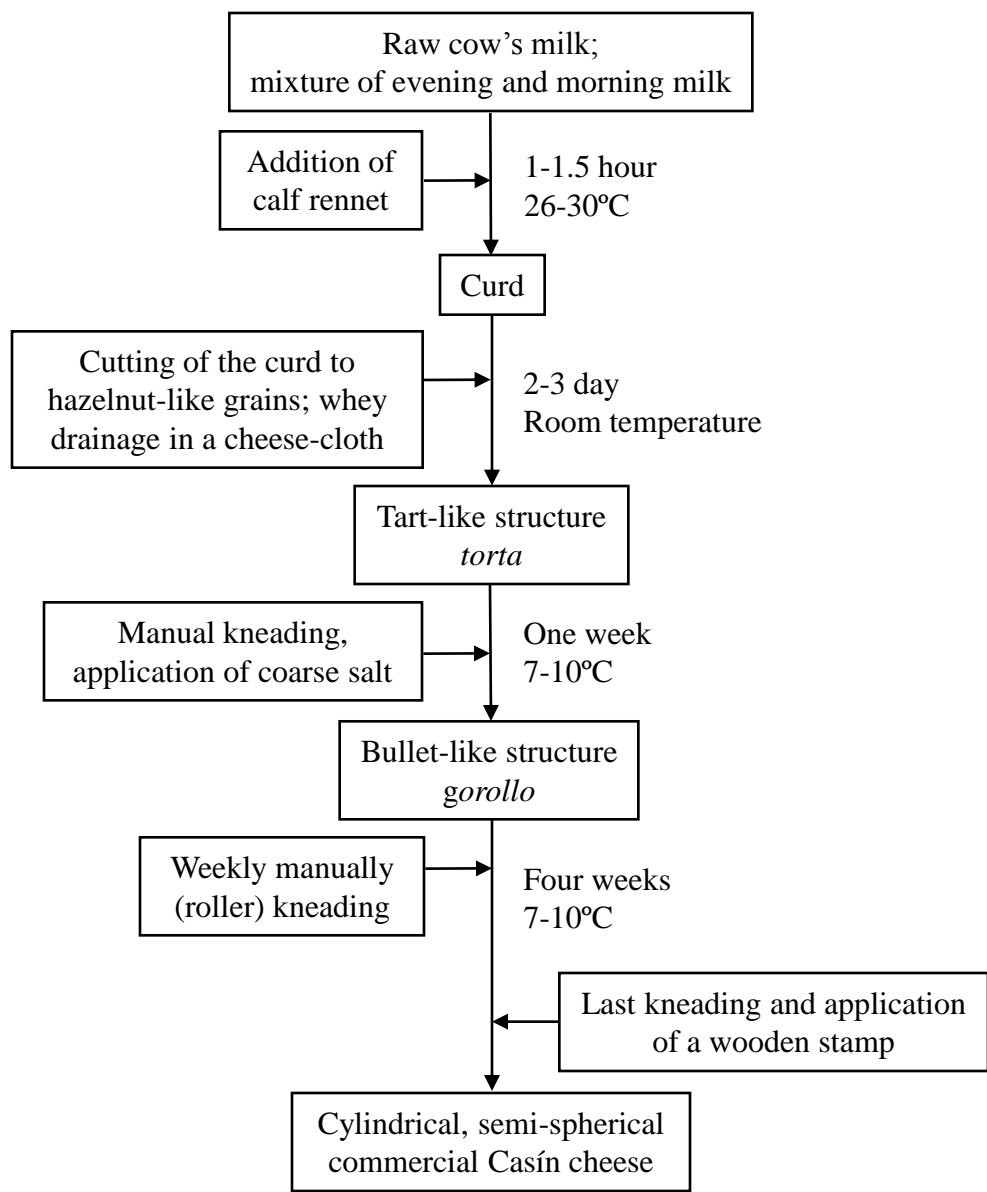 Raw cow’s milk;
mixture of evening and morning milk
Addition of
calf rennet
1-1.5 hour
26-30ºC
Curd
Cutting of the curd to
hazelnut-like grains; whey
drainage in a cheese-cloth
2-3 day
Room temperature
Tart-like structure
torta
Manual kneading,
application of coarse salt
One week
7-10ºC
Bullet-like structure
gorollo
Weekly manually
(roller) kneading
Four weeks
7-10ºC
Last kneading and application
of a wooden stamp
Cylindrical, semi-spherical
commercial Casín cheese